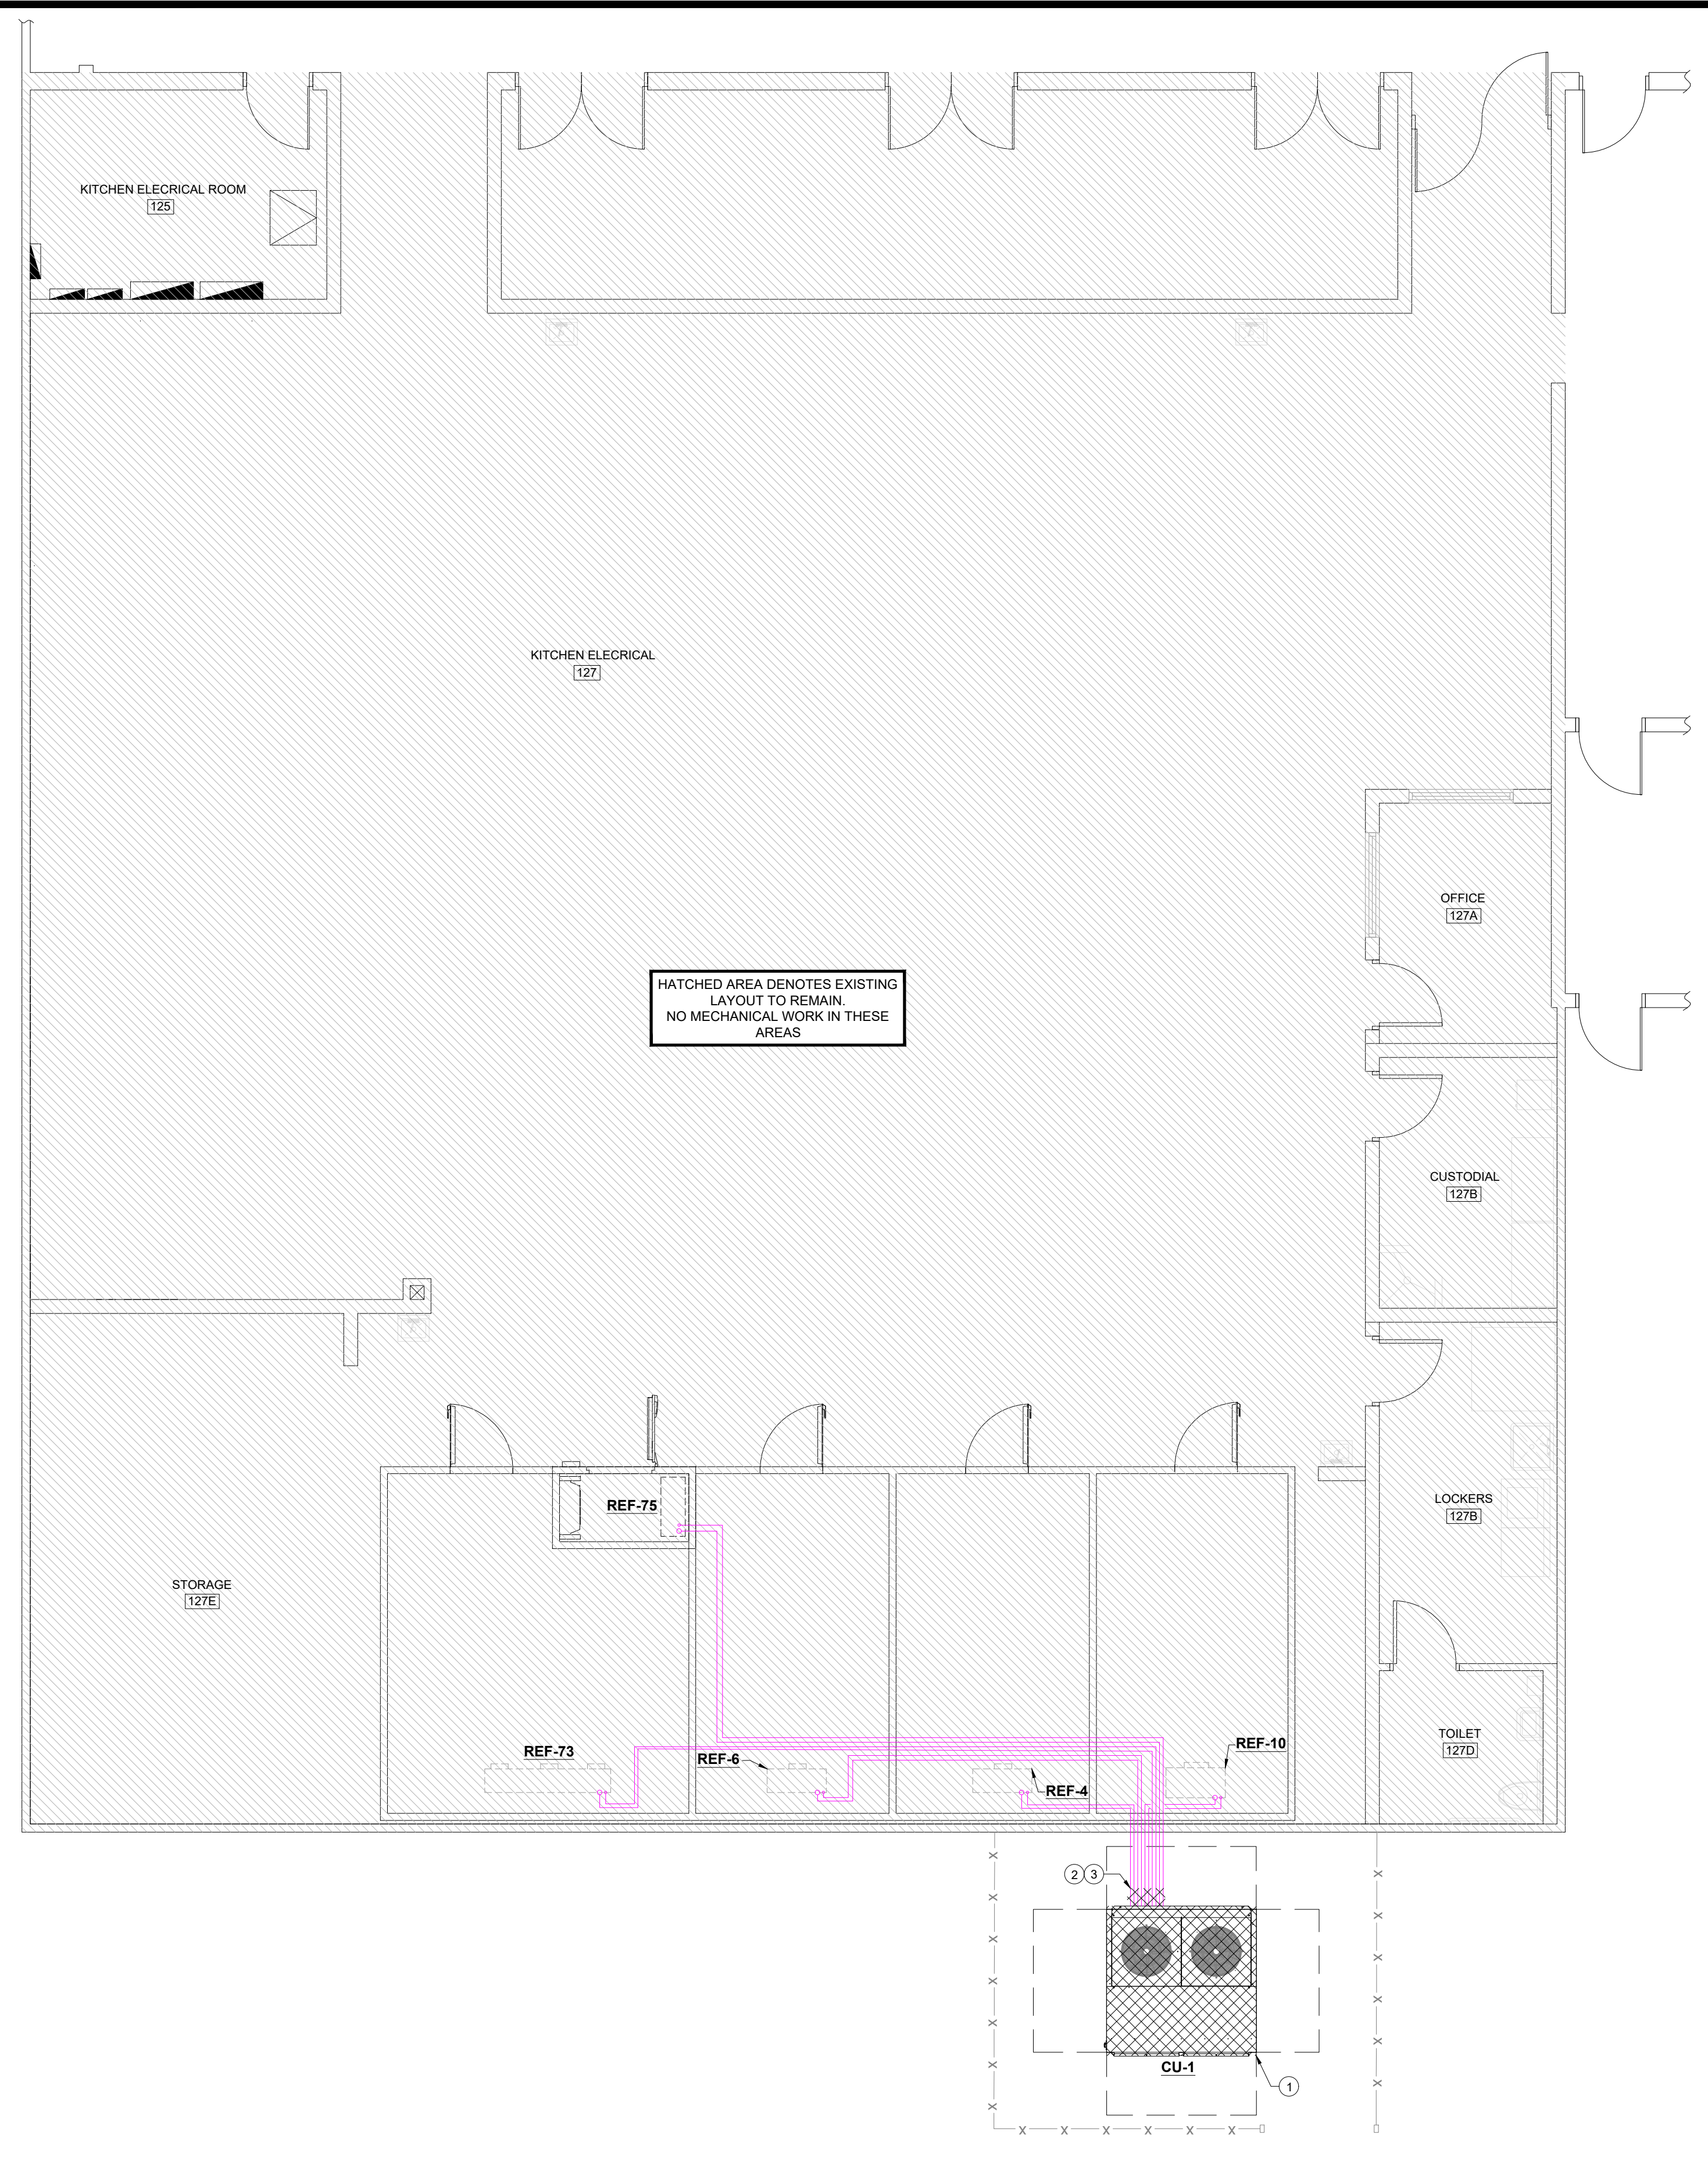 KITCHEN ELECRICAL ROOM
125
KITCHEN ELECRICAL
127
OFFICE
127A
HATCHED AREA DENOTES EXISTING
LAYOUT TO REMAIN.
NO MECHANICAL WORK IN THESE
AREAS
CUSTODIAL
127B
REF-75
LOCKERS
127B
STORAGE
127E
REF-73
REF-6
REF-4
REF-10
TOILET
127D
2 3
CU-1
1